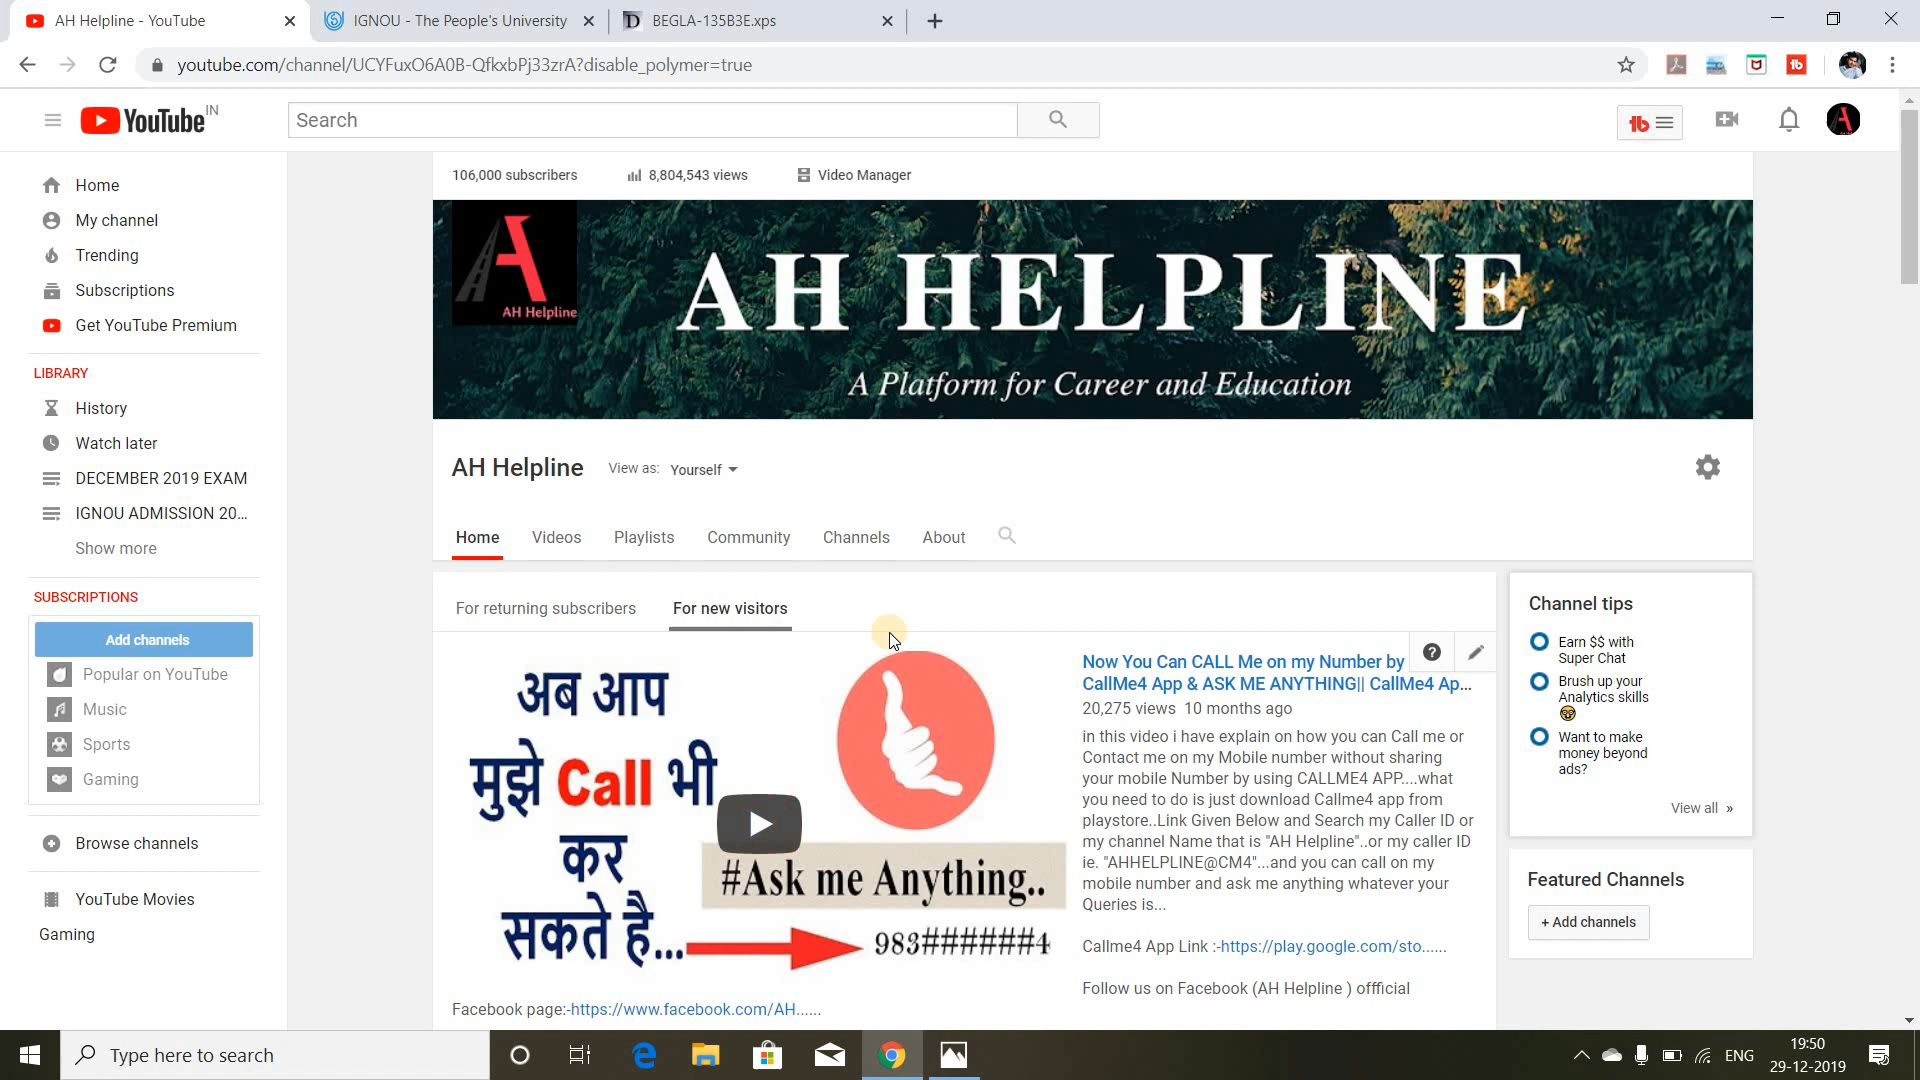 AH Helpline - YouTube
IGNOU - The People's University
BEGLA-135B3E.xps
youtube.com/channel/UCYFuxO6A0B-QfkxbPj33zrA?disable_polymer=true
YouTube IN
Search
Home
My channel
Trending
Subscriptions
Get YouTube Premium
LIBRARY
History
Watch later
DECEMBER 2019 EXAM
IGNOU ADMISSION 20...
Show more
SUBSCRIPTIONS
Add channels
Popular on YouTube
Music
Sports
Gaming
Browse channels
YouTube Movies
Gaming
106,000 subscribers
8,804,543 views
Video Manager
AH Helpline
AH HELPLINE
A Platform for Career and Education
AH Helpline
View as: Yourself
Home
Videos
Playlists
Community
Channels
About
For returning subscribers
For new visitors
अब आप
मुझे Call भी
कर
सकते है...
#Ask me Anything..
983######4
Now You Can CALL Me on my Number by
CallMe4 App & ASK ME ANYTHING|| CallMe4 Ap...
20,275 views 10 months ago
in this video i have explain on how you can Call me or
Contact me on my Mobile number without sharing
your mobile Number by using CALLME4 APP....what
you need to do is just download Callme4 app from
playstore..Link Given Below and Search my Caller ID or
my channel Name that is "AH Helpline"..or my caller ID
ie. "AHHELPLINE@CM4"...and you can call on my
mobile number and ask me anything whatever your
Queries is...
Callme4 App Link :-https://play.google.com/sto......
Follow us on Facebook (AH Helpline ) offficial
Facebook page:-https://www.facebook.com/AH......
Channel tips
Earn $$ with
Super Chat
Brush up your
Analytics skills
Want to make
money beyond
ads?
View all »
Featured Channels
+ Add channels
Type here to search
ENG
19:50
29-12-2019